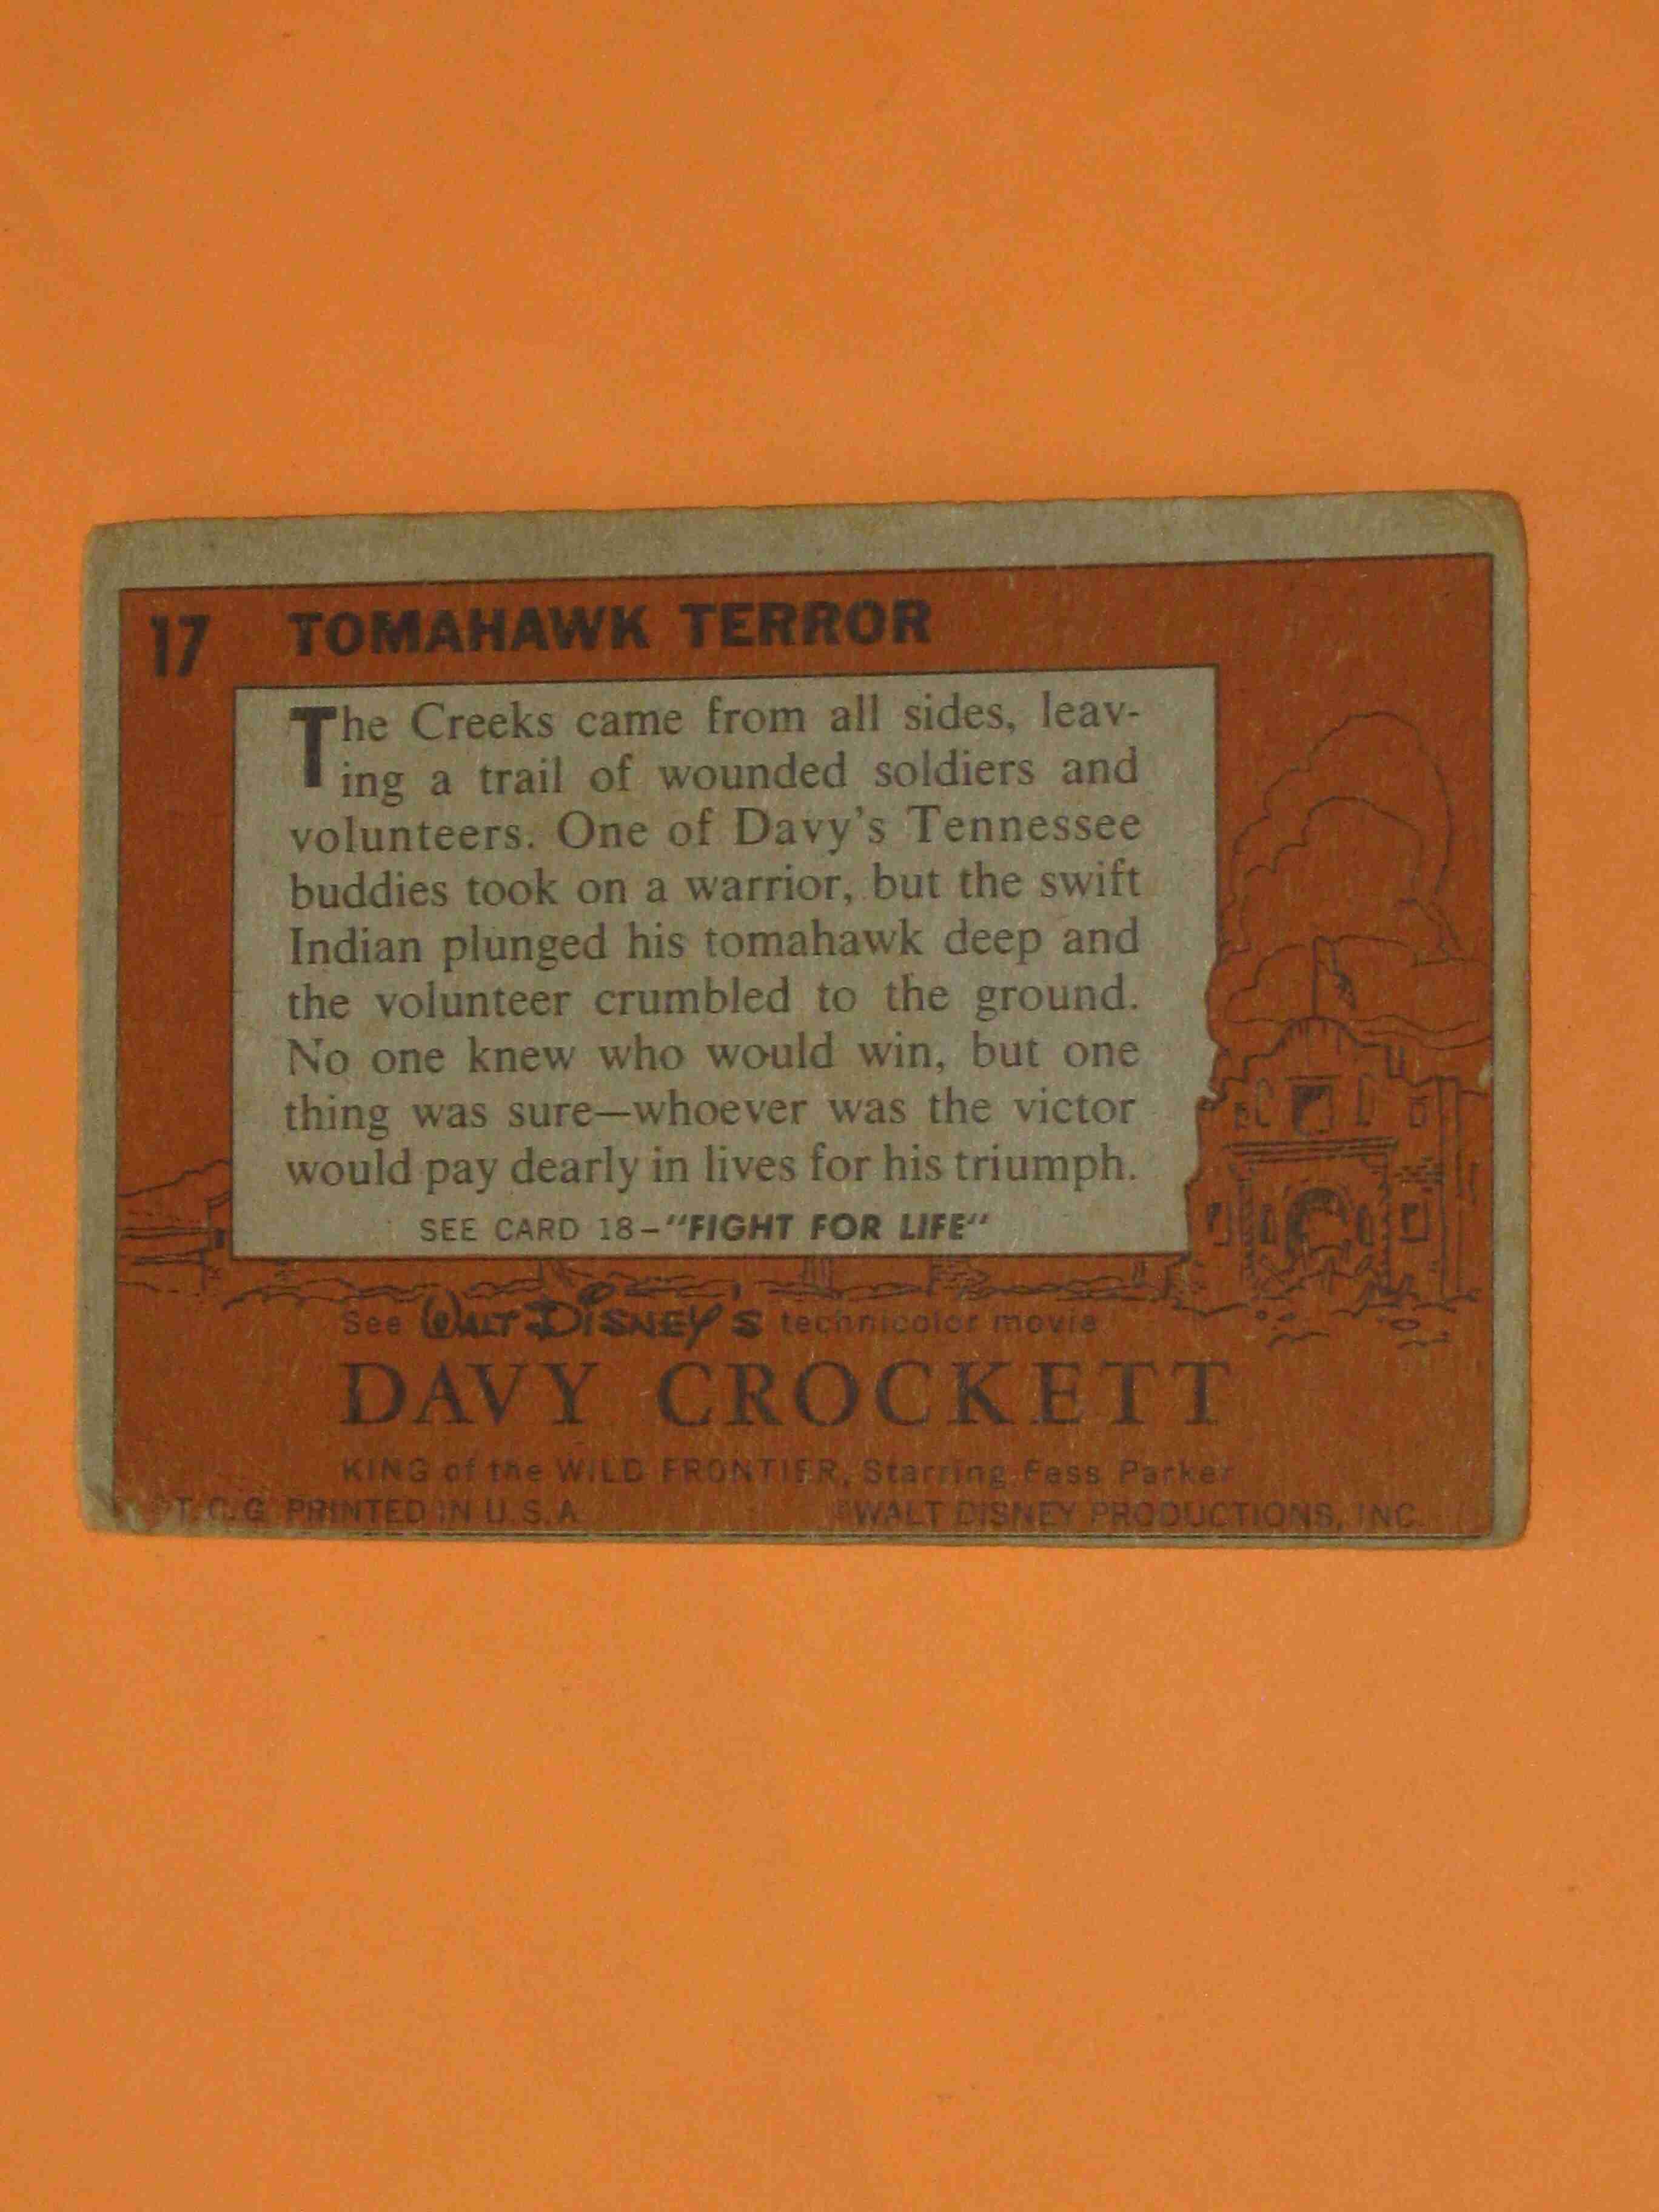 17 TOMAHAWK TERROR
The Creeks came from all sides, leav-
ing a trail of wounded soldiers and
volunteers. One of Davy's Tennessee
buddies took on a warrior, but the swift
Indian plunged his tomahawk deep and
the volunteer crumbled to the ground.
No one knew who would win, but one
thing was sure—whoever was the victor
would pay dearly in lives for his triumph.
SEE CARD 18–"FIGHT FOR LIFE"
See WALT DISNEY'S technicolor movie
DAVY CROCKETT
KING of the WILD FRONTIER, Starring Fess Parker
©T.C.G. PRINTED IN U.S.A. ©WALT DISNEY PRODUCTIONS, INC.